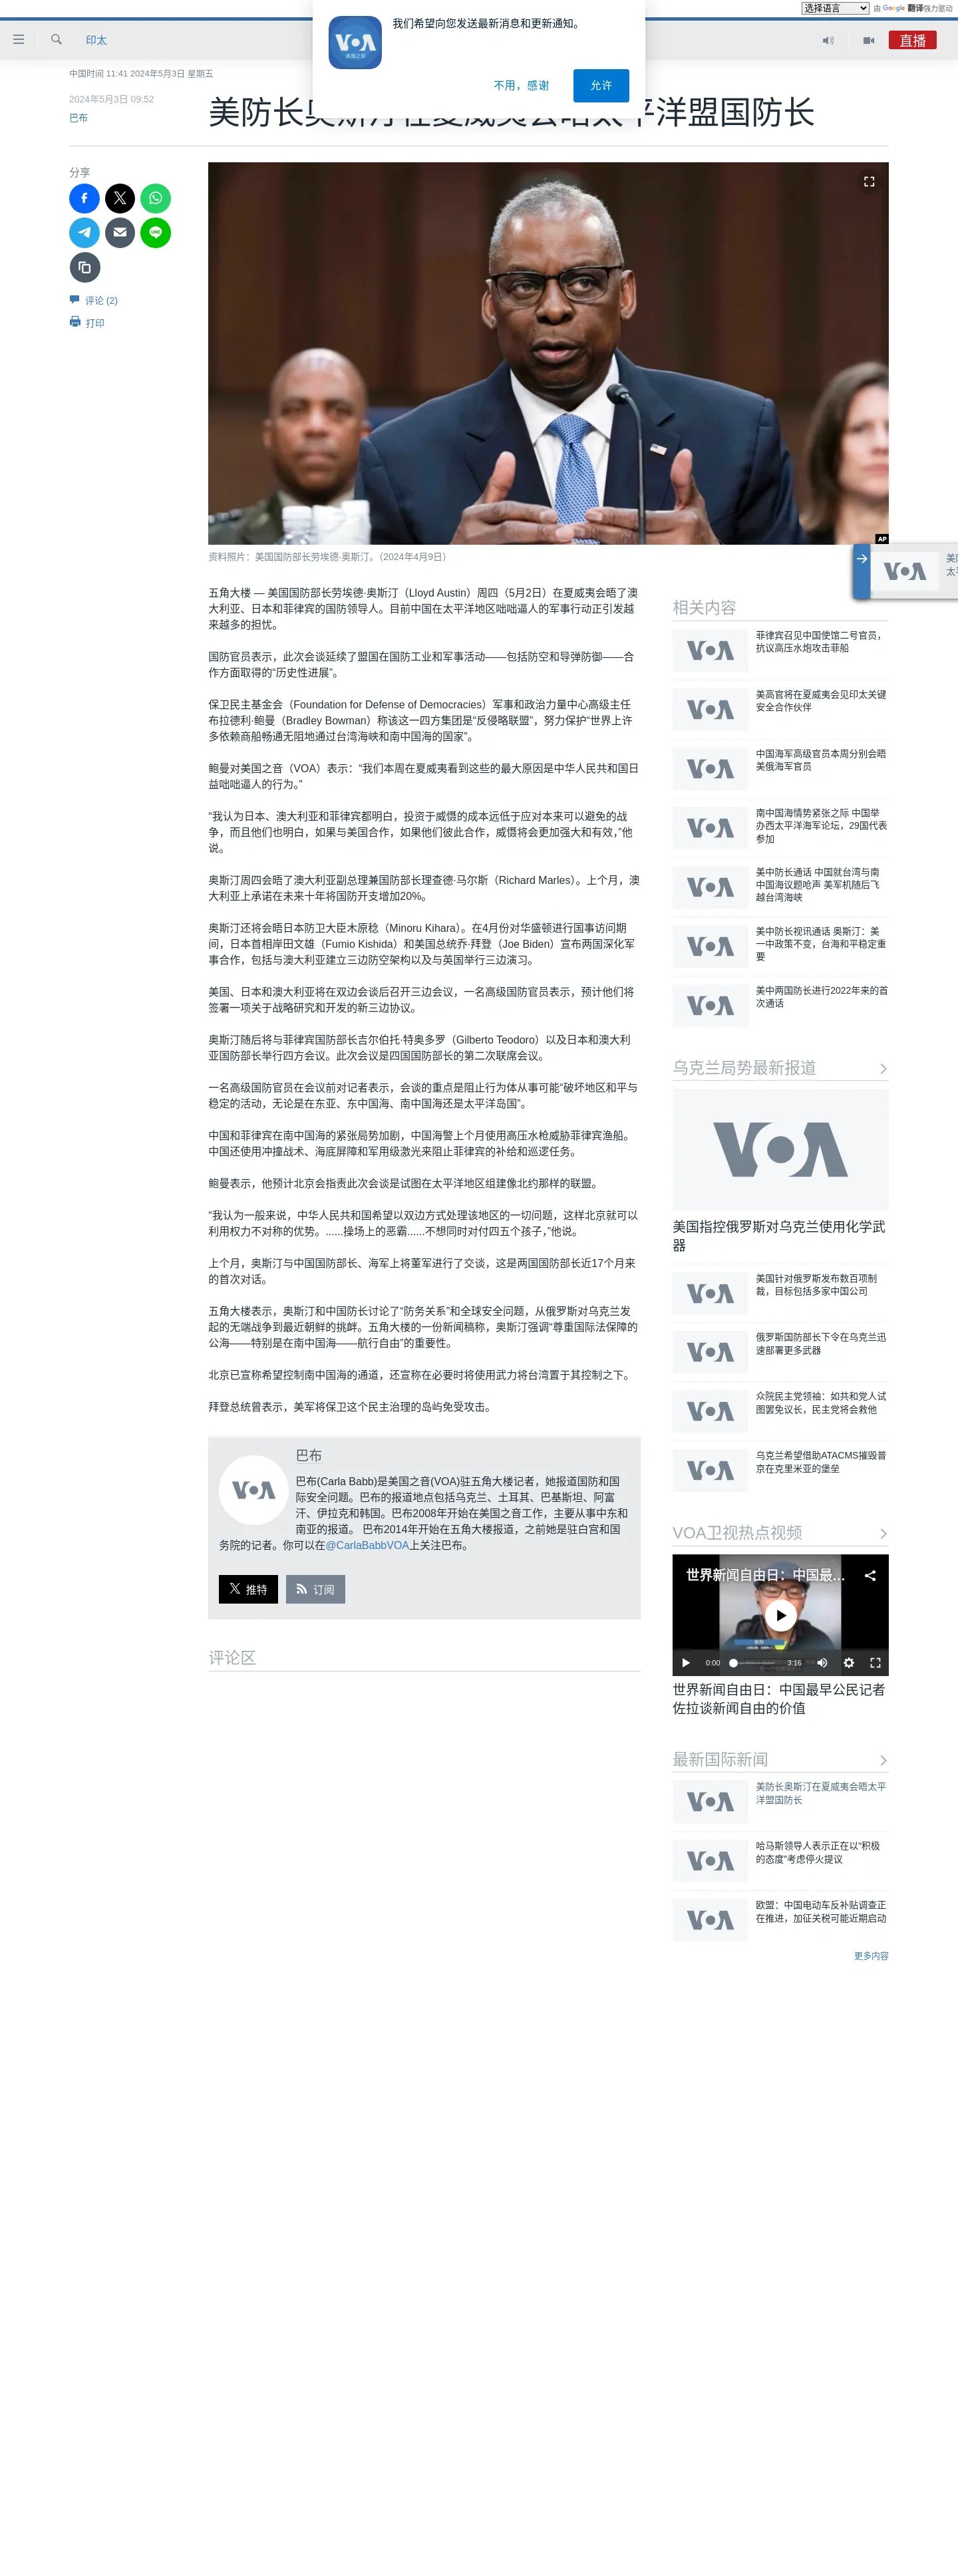 选择语言 由 Google 翻译强力驱动
我们希望向您发送最新消息和更新通知。
VOA
美国之音
不用，感谢
允许
印太
直播
中国时间 11:41 2024年5月3日 星期五
2024年5月3日 09:52
巴布
美防长奥斯汀在夏威夷会晤太平洋盟国防长
分享
LINE
评论 (2)
打印
AP
资料照片：美国国防部长劳埃德·奥斯汀。（2024年4月9日）
VOA
五角大楼 — 美国国防部长劳埃德·奥斯汀（Lloyd Austin）周四（5月2日）在夏威夷会晤了澳
大利亚、日本和菲律宾的国防领导人。目前中国在太平洋地区咄咄逼人的军事行动正引发越
来越多的担忧。
国防官员表示，此次会谈延续了盟国在国防工业和军事活动——包括防空和导弹防御——合
作方面取得的“历史性进展”。
保卫民主基金会会（Foundation for Defense of Democracies）军事和政治力量中心高级主任
布拉德利·鲍曼（Bradley Bowman）称该这一四方集团是“反侵略联盟”，努力保护“世界上许
多依赖商船畅通无阻地通过台湾海峡和南中国海的国家”。
鲍曼对美国之音（VOA）表示：“我们本周在夏威夷看到这些的最大原因是中华人民共和国日
益咄咄逼人的行为。”
“我认为日本、澳大利亚和菲律宾都明白，投资于威慑的成本远低于应对本来可以避免的战
争，而且他们也明白，如果与美国合作，如果他们彼此合作，威慑将会更加强大和有效，”他
说。
奥斯汀周四会晤了澳大利亚副总理兼国防部长理查德·马尔斯（Richard Marles）。上个月，澳
大利亚上承诺在未来十年将国防开支增加20%。
奥斯汀还将会晤日本防卫大臣木原稔（Minoru Kihara）。在4月份对华盛顿进行国事访问期
间，日本首相岸田文雄（Fumio Kishida）和美国总统乔·拜登（Joe Biden）宣布两国深化军
事合作，包括与澳大利亚建立三边防空架构以及与英国举行三边演习。
美国、日本和澳大利亚将在双边会谈后召开三边会议，一名高级国防官员表示，预计他们将
签署一项关于战略研究和开发的新三边协议。
奥斯汀随后将与菲律宾国防部长吉尔伯托·特奥多罗（Gilberto Teodoro）以及日本和澳大利
亚国防部长举行四方会议。此次会议是四国国防部长的第二次联席会议。
一名高级国防官员在会议前对记者表示，会谈的重点是阻止行为体从事可能“破坏地区和平与
稳定的活动，无论是在东亚、东中国海、南中国海还是太平洋岛国”。
中国和菲律宾在南中国海的紧张局势加剧，中国海警上个月使用高压水枪威胁菲律宾渔船。
中国还使用冲撞战术、海底屏障和军用级激光来阻止菲律宾的补给和巡逻任务。
鲍曼表示，他预计北京会指责此次会谈是试图在太平洋地区组建像北约那样的联盟。
“我认为一般来说，中华人民共和国希望以双边方式处理该地区的一切问题，这样北京就可以
利用权力不对称的优势。......操场上的恶霸......不想同时对付四五个孩子，”他说。
上个月，奥斯汀与中国国防部长、海军上将董军进行了交谈，这是两国国防部长近17个月来
的首次对话。
五角大楼表示，奥斯汀和中国防长讨论了“防务关系”和全球安全问题，从俄罗斯对乌克兰发
起的无端战争到最近朝鲜的挑衅。五角大楼的一份新闻稿称，奥斯汀强调“尊重国际法保障的
公海——特别是在南中国海——航行自由”的重要性。
北京已宣称希望控制南中国海的通道，还宣称在必要时将使用武力将台湾置于其控制之下。
拜登总统曾表示，美军将保卫这个民主治理的岛屿免受攻击。
VOA
巴布
巴布(Carla Babb)是美国之音(VOA)驻五角大楼记者，她报道国防和国
际安全问题。巴布的报道地点包括乌克兰、土耳其、巴基斯坦、阿富
汗、伊拉克和韩国。巴布2008年开始在美国之音工作，主要从事中东和
南亚的报道。 巴布2014年开始在五角大楼报道，之前她是驻白宫和国
务院的记者。你可以在@CarlaBabbVOA上关注巴布。
推特
订阅
评论区
相关内容
VOA
菲律宾召见中国使馆二号官员，
抗议高压水炮攻击菲船
VOA
美高官将在夏威夷会见印太关键
安全合作伙伴
VOA
中国海军高级官员本周分别会晤
美俄海军官员
VOA
南中国海情势紧张之际 中国举
办西太平洋海军论坛，29国代表
参加
VOA
美中防长通话 中国就台湾与南
中国海议题呛声 美军机随后飞
越台湾海峡
VOA
美中防长视讯通话 奥斯汀：美
一中政策不变，台海和平稳定重
要
VOA
美中两国防长进行2022年来的首
次通话
乌克兰局势最新报道
VOA
美国指控俄罗斯对乌克兰使用化学武
器
VOA
美国针对俄罗斯发布数百项制
裁，目标包括多家中国公司
VOA
俄罗斯国防部长下令在乌克兰迅
速部署更多武器
VOA
众院民主党领袖：如共和党人试
图罢免议长，民主党将会救他
VOA
乌克兰希望借助ATACMS摧毁普
京在克里米亚的堡垒
VOA卫视热点视频
世界新闻自由日：中国最...
0:00
3:16
世界新闻自由日：中国最早公民记者
佐拉谈新闻自由的价值
最新国际新闻
VOA
美防长奥斯汀在夏威夷会晤太平
洋盟国防长
VOA
哈马斯领导人表示正在以“积极
的态度”考虑停火提议
VOA
欧盟：中国电动车反补贴调查正
在推进，加征关税可能近期启动
更多内容